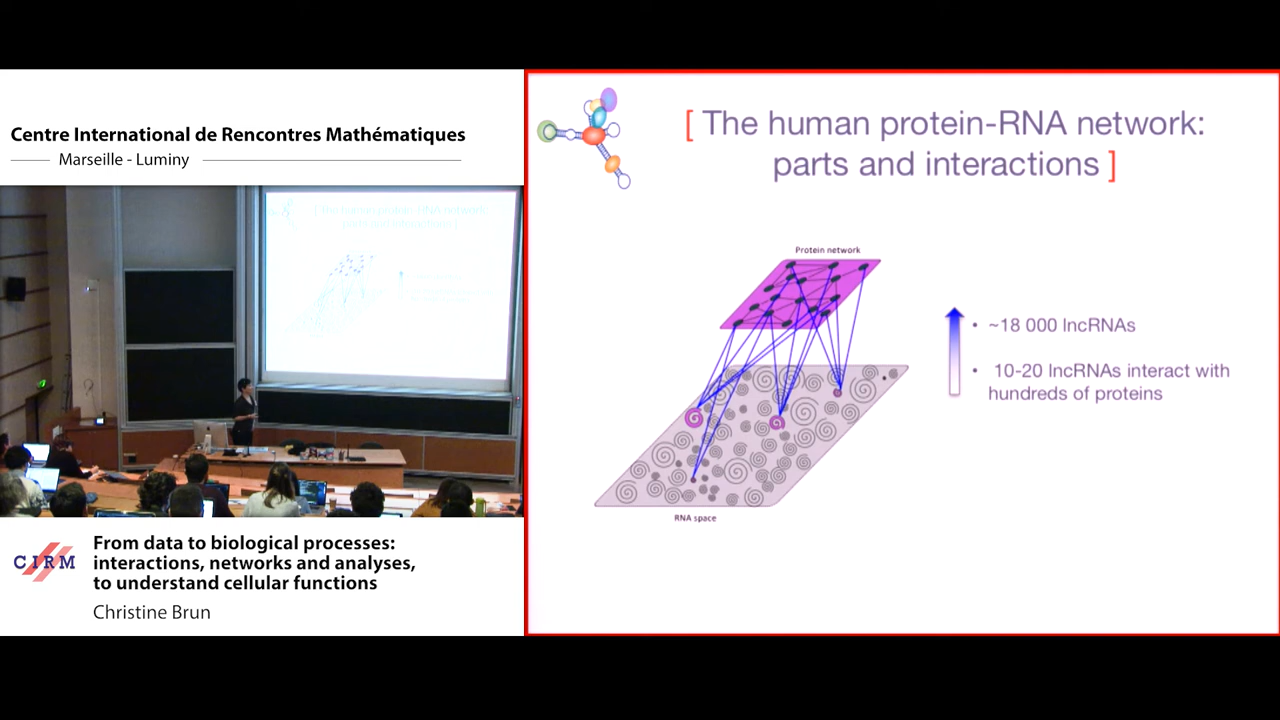 Centre International de Rencontres Mathématiques
Marseille - Luminy
CIRM
From data to biological processes:
interactions, networks and analyses,
to understand cellular functions
Christine Brun
[ The human protein-RNA network:
parts and interactions ]
Protein network
RNA space
• ~18 000 lncRNAs
• 10-20 lncRNAs interact with
hundreds of proteins